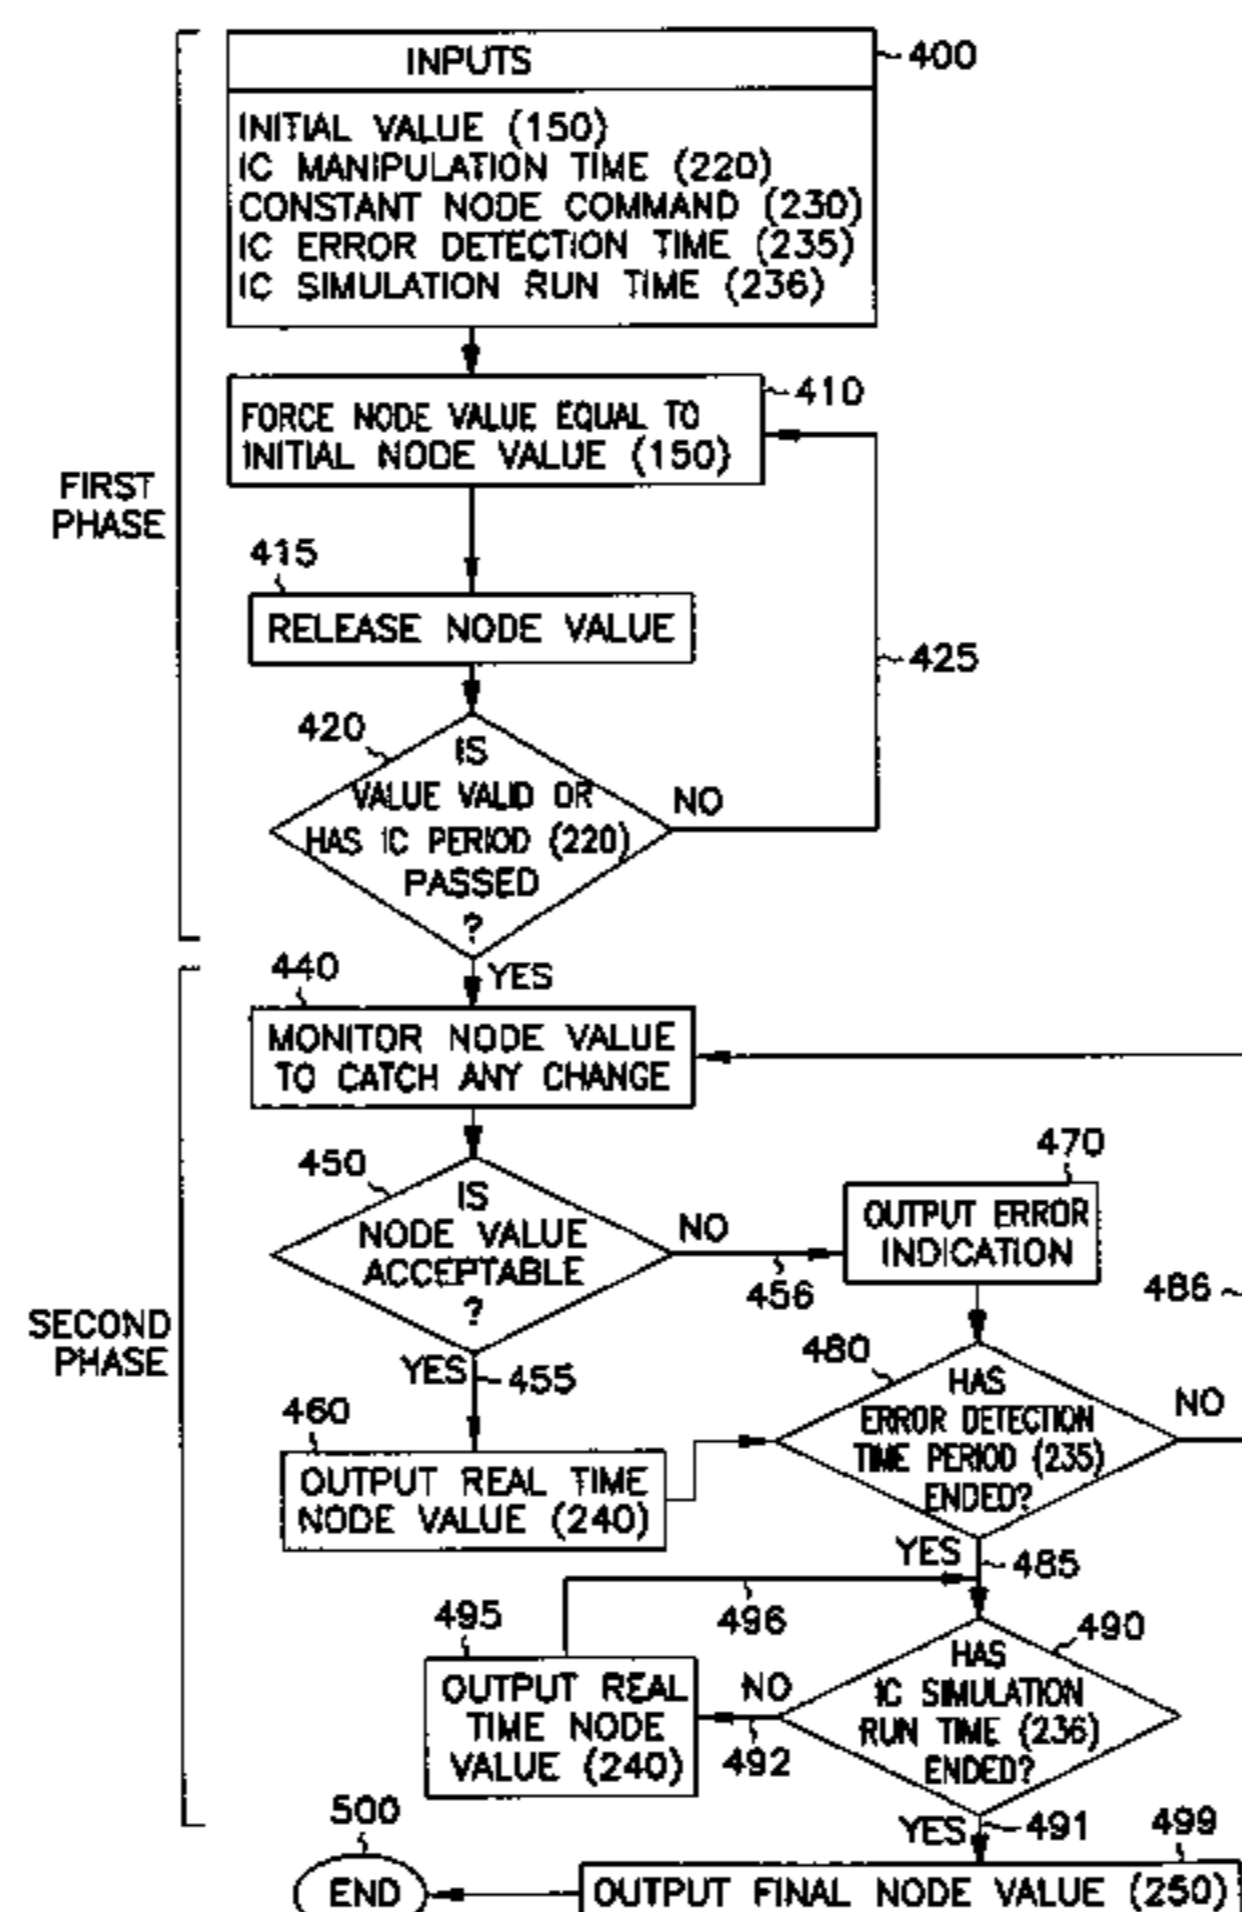 INPUTS
400
INITIAL VALUE (150)
IC MANIPULATION TIME (220)
CONSTANT NODE COMMAND (230)
IC ERROR DETECTION TIME (235)
IC SIMULATION RUN TIME (236)
410
FORCE NODE VALUE EQUAL TO
INITIAL NODE VALUE (150)
FIRST
PHASE
415
RELEASE NODE VALUE
425
420
IS
VALUE VALID OR
HAS IC PERIOD (220)
PASSED
?
NO
YES
440
MONITOR NODE VALUE
TO CATCH ANY CHANGE
450
IS
NODE VALUE
ACCEPTABLE
?
NO
456
470
OUTPUT ERROR
INDICATION
486
SECOND
PHASE
YES
455
460
OUTPUT REAL TIME
NODE VALUE (240)
480
HAS
ERROR DETECTION
TIME PERIOD (235)
ENDED?
NO
YES
485
496
495
OUTPUT REAL
TIME NODE
VALUE (240)
NO
492
490
HAS
IC SIMULATION
RUN TIME (236)
ENDED?
YES
491
499
OUTPUT FINAL NODE VALUE (250)
500
END